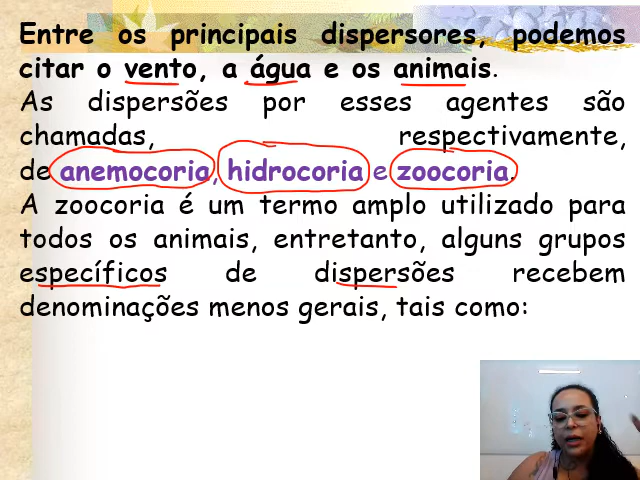 Entre os principais dispersores, podemos
citar o vento, a água e os animais.
As dispersões por esses agentes são
chamadas, respectivamente,
de anemocoria, hidrocoria e zoocoria.
A zoocoria é um termo amplo utilizado para
todos os animais, entretanto, alguns grupos
específicos de dispersões recebem
denominações menos gerais, tais como: